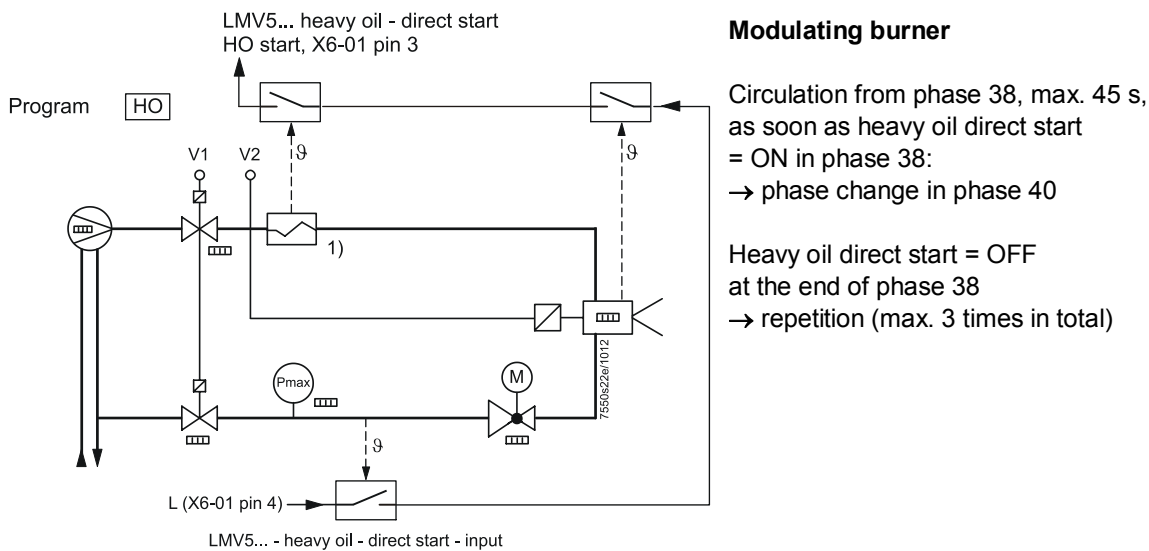 LMV5... heavy oil - direct start
HO start, X6-01 pin 3
Program HO
ϑ
ϑ
V1 V2
1)
7550s22e/1012
Pmax
M
ϑ
L (X6-01 pin 4)
LMV5... - heavy oil - direct start - input
Modulating burner
Circulation from phase 38, max. 45 s,
as soon as heavy oil direct start
= ON in phase 38:
→ phase change in phase 40
Heavy oil direct start = OFF
at the end of phase 38
→ repetition (max. 3 times in total)